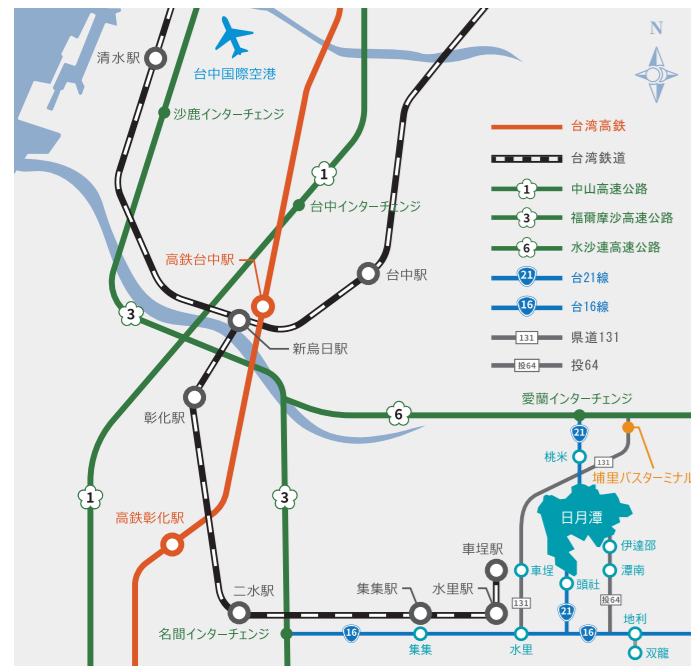 清水駅
台中国際空港
N
沙鹿インターチェンジ
台湾高鉄
台湾鉄道
1
中山高速公路
3
福爾摩沙高速公路
6
水沙連高速公路
21
台21線
16
台16線
131
県道131
投64
投64
1
台中インターチェンジ
高鉄台中駅
台中駅
3
新烏日駅
彰化駅
愛蘭インターチェンジ
6
21
桃米
131
埔里バスターミナル
1
3
高鉄彰化駅
日月潭
伊達邵
車埕駅
車埕
潭南
二水駅
集集駅
水里駅
頭社
131
投64
21
地利
名間インターチェンジ
16
16
集集
水里
双龍